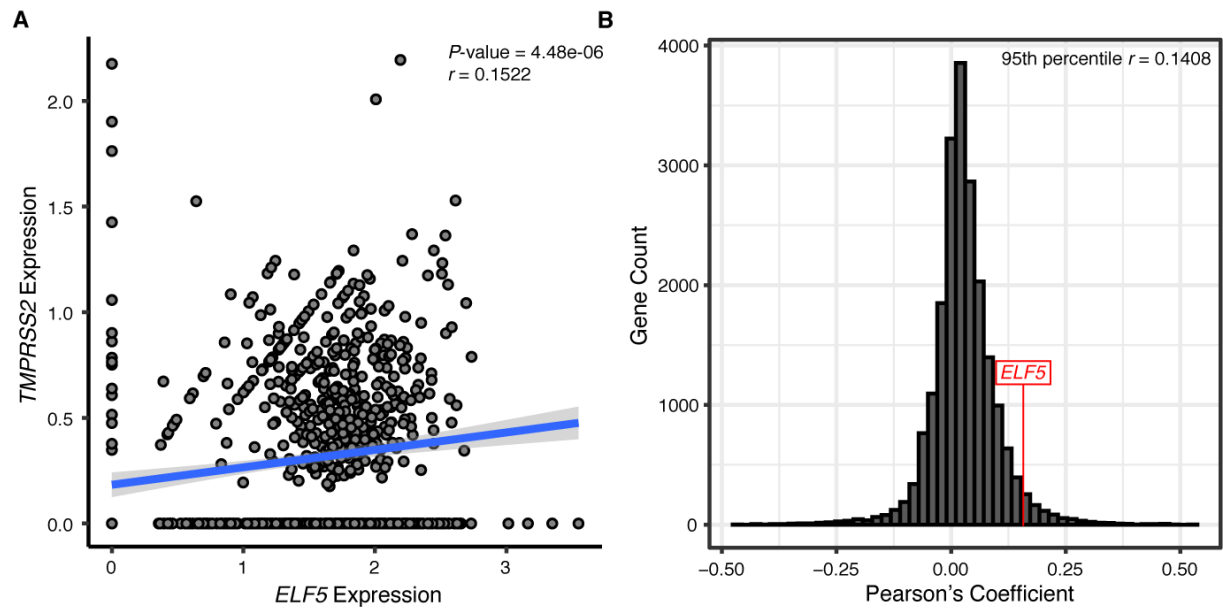 A
P-value = 4.48e-06
r = 0.1522
TMPRSS2 Expression
2.0
1.5
1.0
0.5
0.0
0
1
2
3
ELF5 Expression
B
95th percentile r = 0.1408
Gene Count
4000
3000
2000
1000
0
ELF5
−0.50
−0.25
0.00
0.25
0.50
Pearson's Coefficient